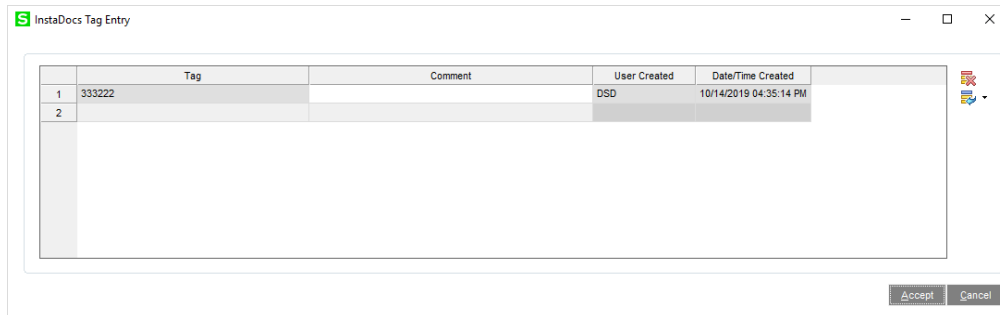 S InstaDocs Tag Entry
Tag Comment User Created Date/Time Created
1 333222 DSD 10/14/2019 04:35:14 PM
2
Accept Cancel